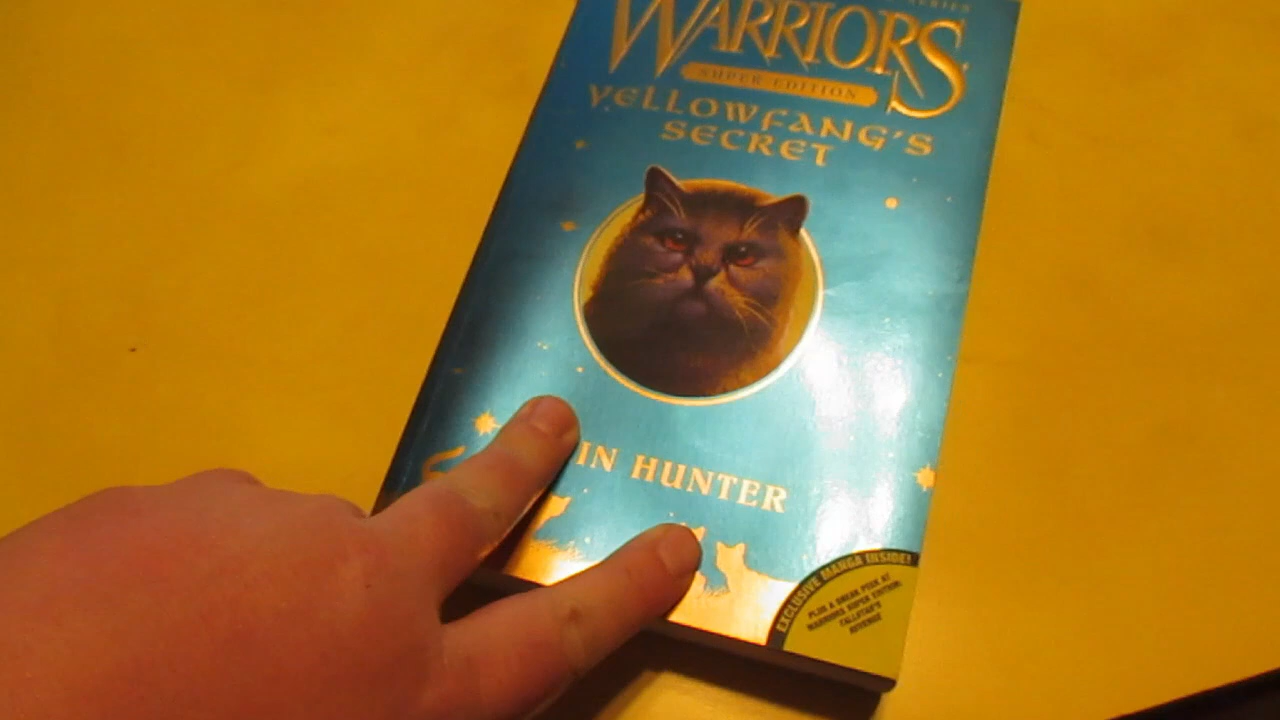 SERIES
WARRIORS
SUPER EDITION
YELLOWFANG'S
SECRET
IN HUNTER
EXCLUSIVE MANGA INSIDE!
PLUS A SNEAK PEEK AT
WARRIORS SUPER EDITION:
TALLSTAR'S
REVENGE